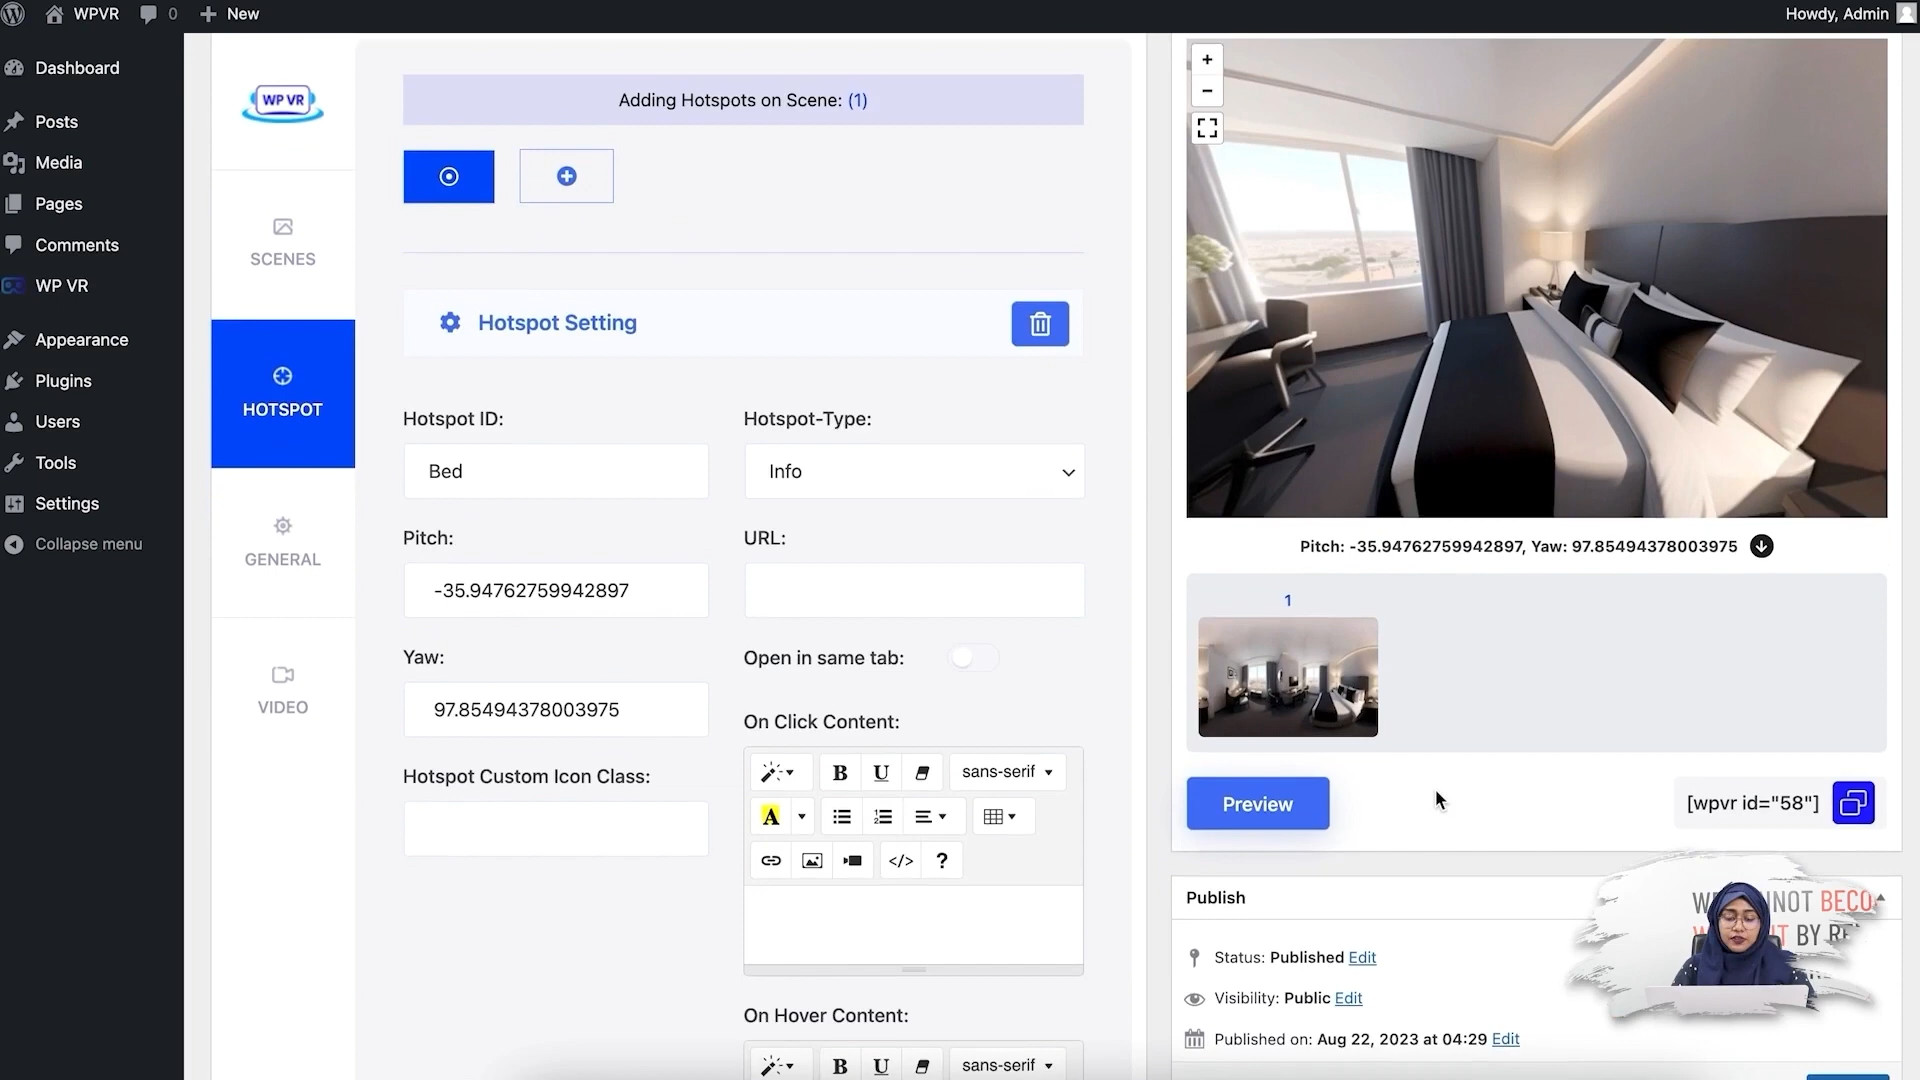 WPVR
0
New
Howdy, Admin
Dashboard
Posts
Media
Pages
Comments
WP VR
Appearance
Plugins
Users
Tools
Settings
Collapse menu
WP VR
SCENES
HOTSPOT
GENERAL
VIDEO
Adding Hotspots on Scene: (1)
Hotspot Setting
Hotspot ID:
Bed
Hotspot-Type:
Info
Pitch:
-35.94762759942897
URL:
Yaw:
97.85494378003975
Open in same tab:
On Click Content:
Hotspot Custom Icon Class:
B U sans-serif
A
</> ?
On Hover Content:
B U sans-serif
+
-
Pitch: -35.94762759942897, Yaw: 97.85494378003975
1
Preview
[wpvr id="58"]
Publish
Status: Published Edit
Visibility: Public Edit
Published on: Aug 22, 2023 at 04:29 Edit
BECO
BY